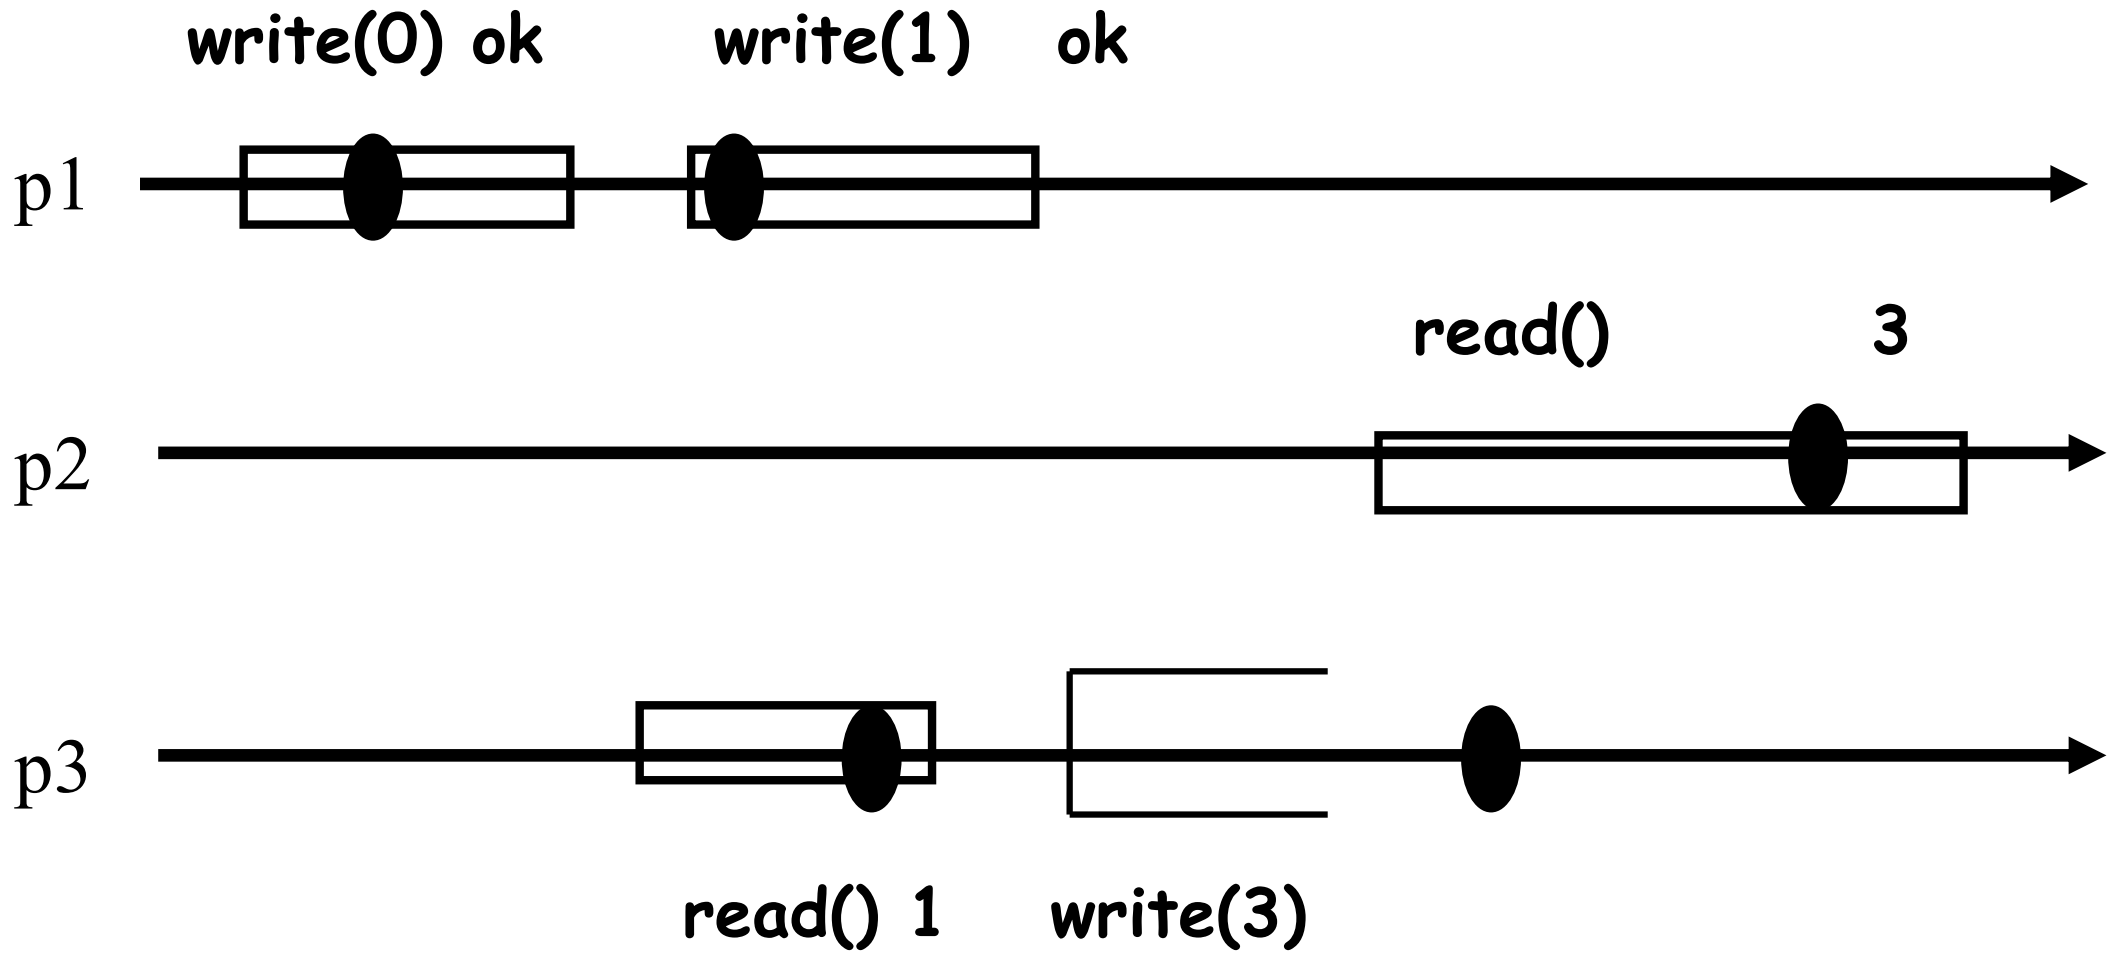 write(0) ok write(1) ok
p1
read() 3
p2
p3
read() 1 write(3)